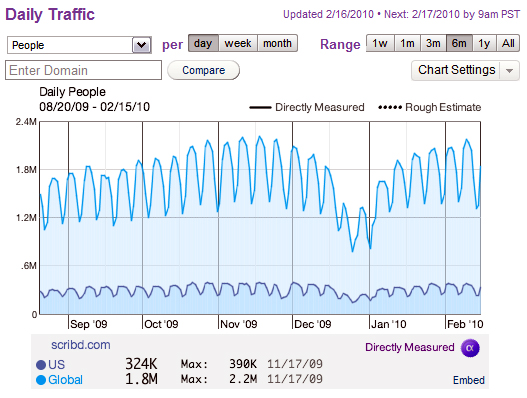 Daily Traffic
Updated 2/16/2010 • Next: 2/17/2010 by 9am PST
People per day week month Range 1w 1m 3m 6m 1y All
Enter Domain Compare Chart Settings
Daily People
08/20/09 - 02/15/10 Directly Measured Rough Estimate
2.4M
1.8M
1.2M
.6M
0
Sep '09 Oct '09 Nov '09 Dec '09 Jan '10 Feb '10
scribd.com Directly Measured α
US 324K Max: 390K 11/17/09
Global 1.8M Max: 2.2M 11/17/09
Embed